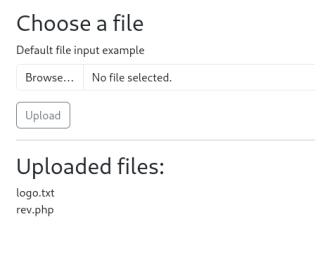 Choose a file
Default file input example
Browse... No file selected.
Upload
Uploaded files:
logo.txt
rev.php